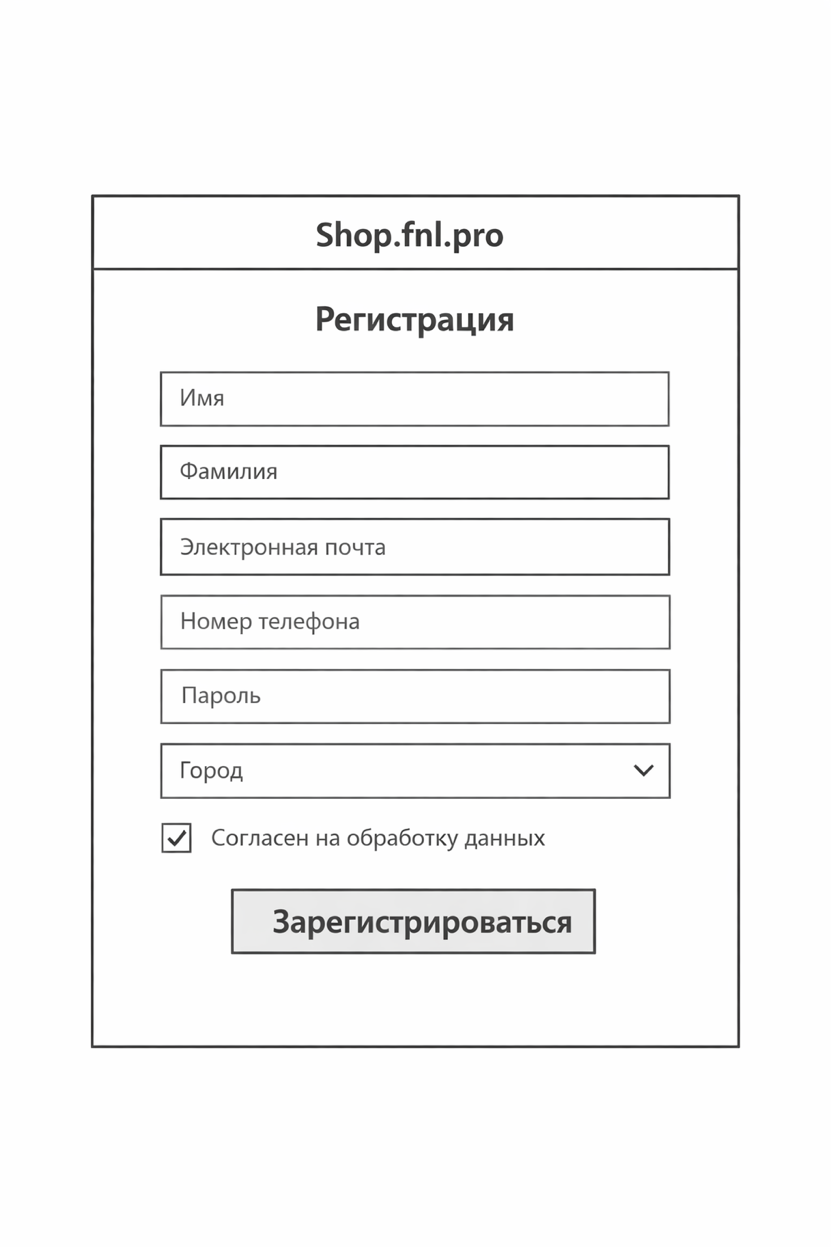 Shop.fnl.pro
Регистрация
Имя
Фамилия
Электронная почта
Номер телефона
Пароль
Город
Согласен на обработку данных
Зарегистрироваться